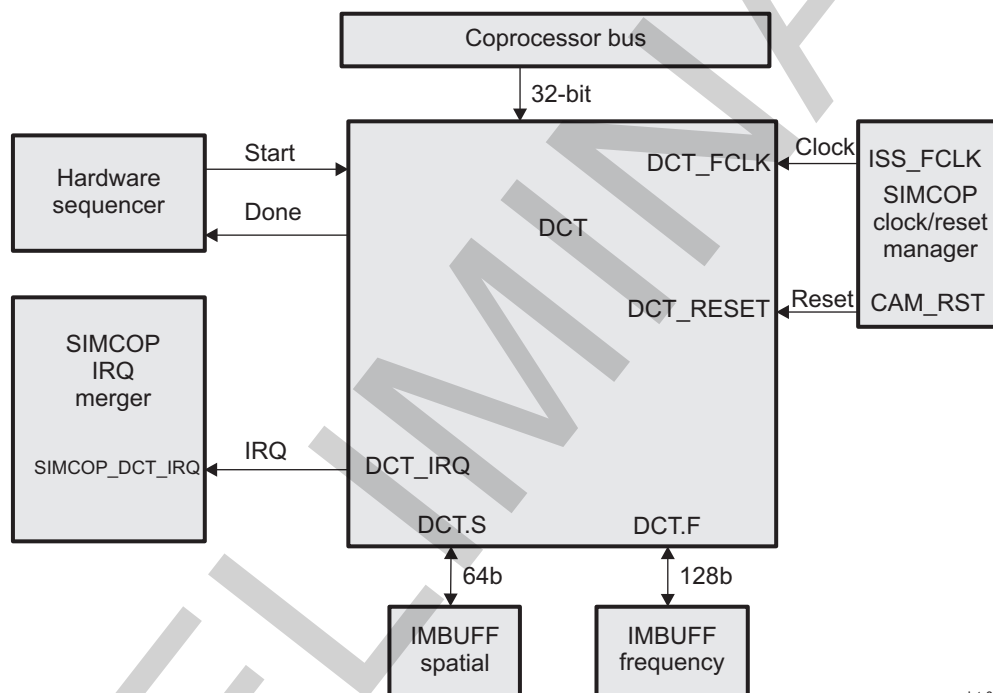 Coprocessor bus
32-bit
Hardware
sequencer
Start
Done
DCT_FCLK
Clock
ISS_FCLK
SIMCOP
clock/reset
manager
DCT
DCT_RESET
Reset
CAM_RST
SIMCOP
IRQ
merger
SIMCOP_DCT_IRQ
IRQ
DCT_IRQ
DCT.S
DCT.F
64b
128b
IMBUFF
spatial
IMBUFF
frequency